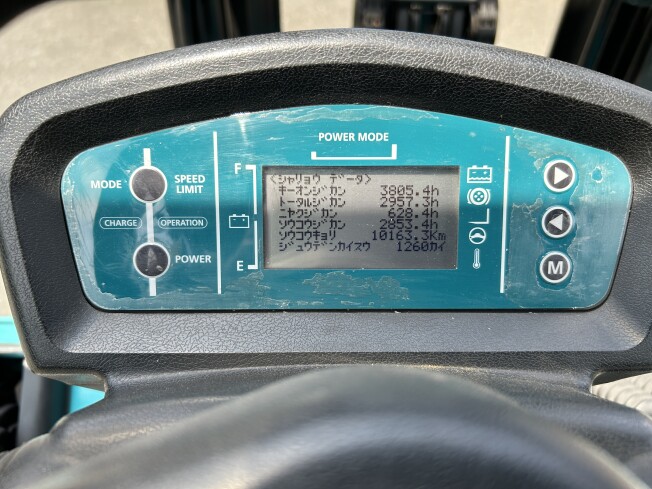 POWER MODE
MODE
SPEED
LIMIT
CHARGE
OPERATION
POWER
F
E
<シャリョウ データ>
キーオンジカン 3805.4h
トータルジカン 2957.3h
ニヤクジカン 628.4h
ソウコウジカン 2853.4h
ソウコウキョリ 10163.3Km
ジュウデンカイスウ 1260カイ
M